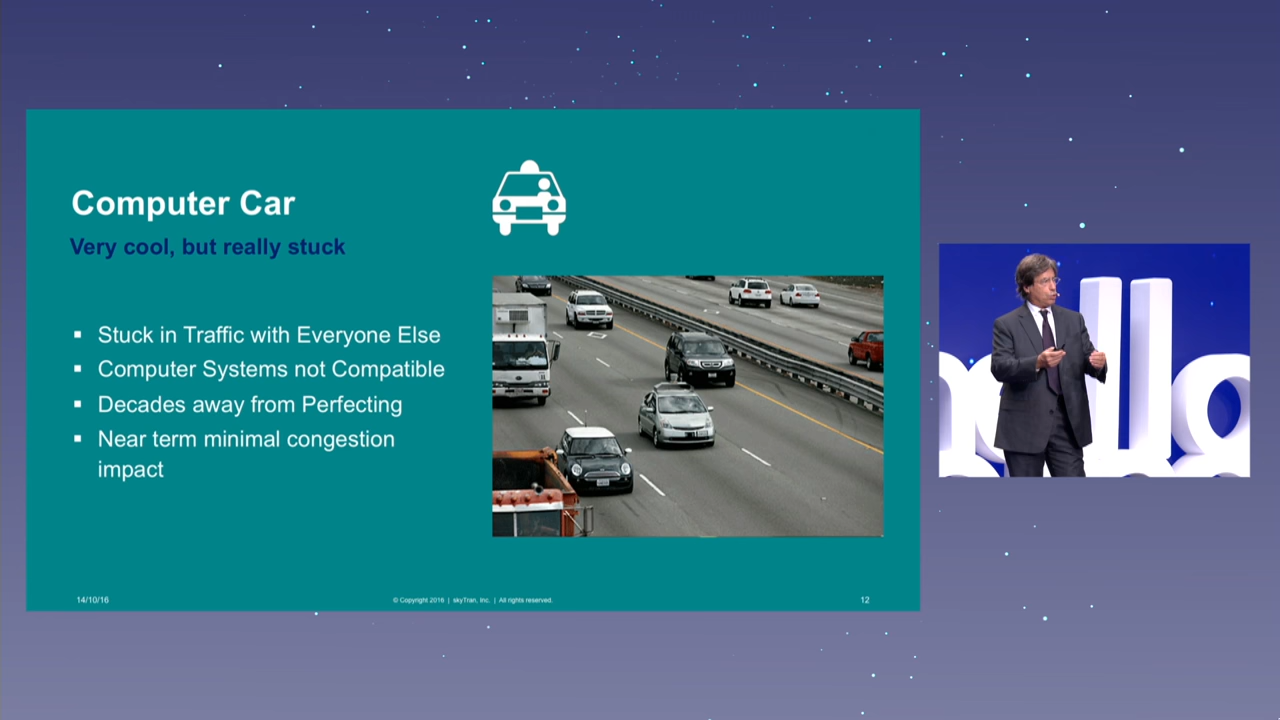 Computer Car
Very cool, but really stuck
▪ Stuck in Traffic with Everyone Else
▪ Computer Systems not Compatible
▪ Decades away from Perfecting
▪ Near term minimal congestion
impact
14/10/16
© Copyright 2016 | skyTran, Inc. | All rights reserved.
12